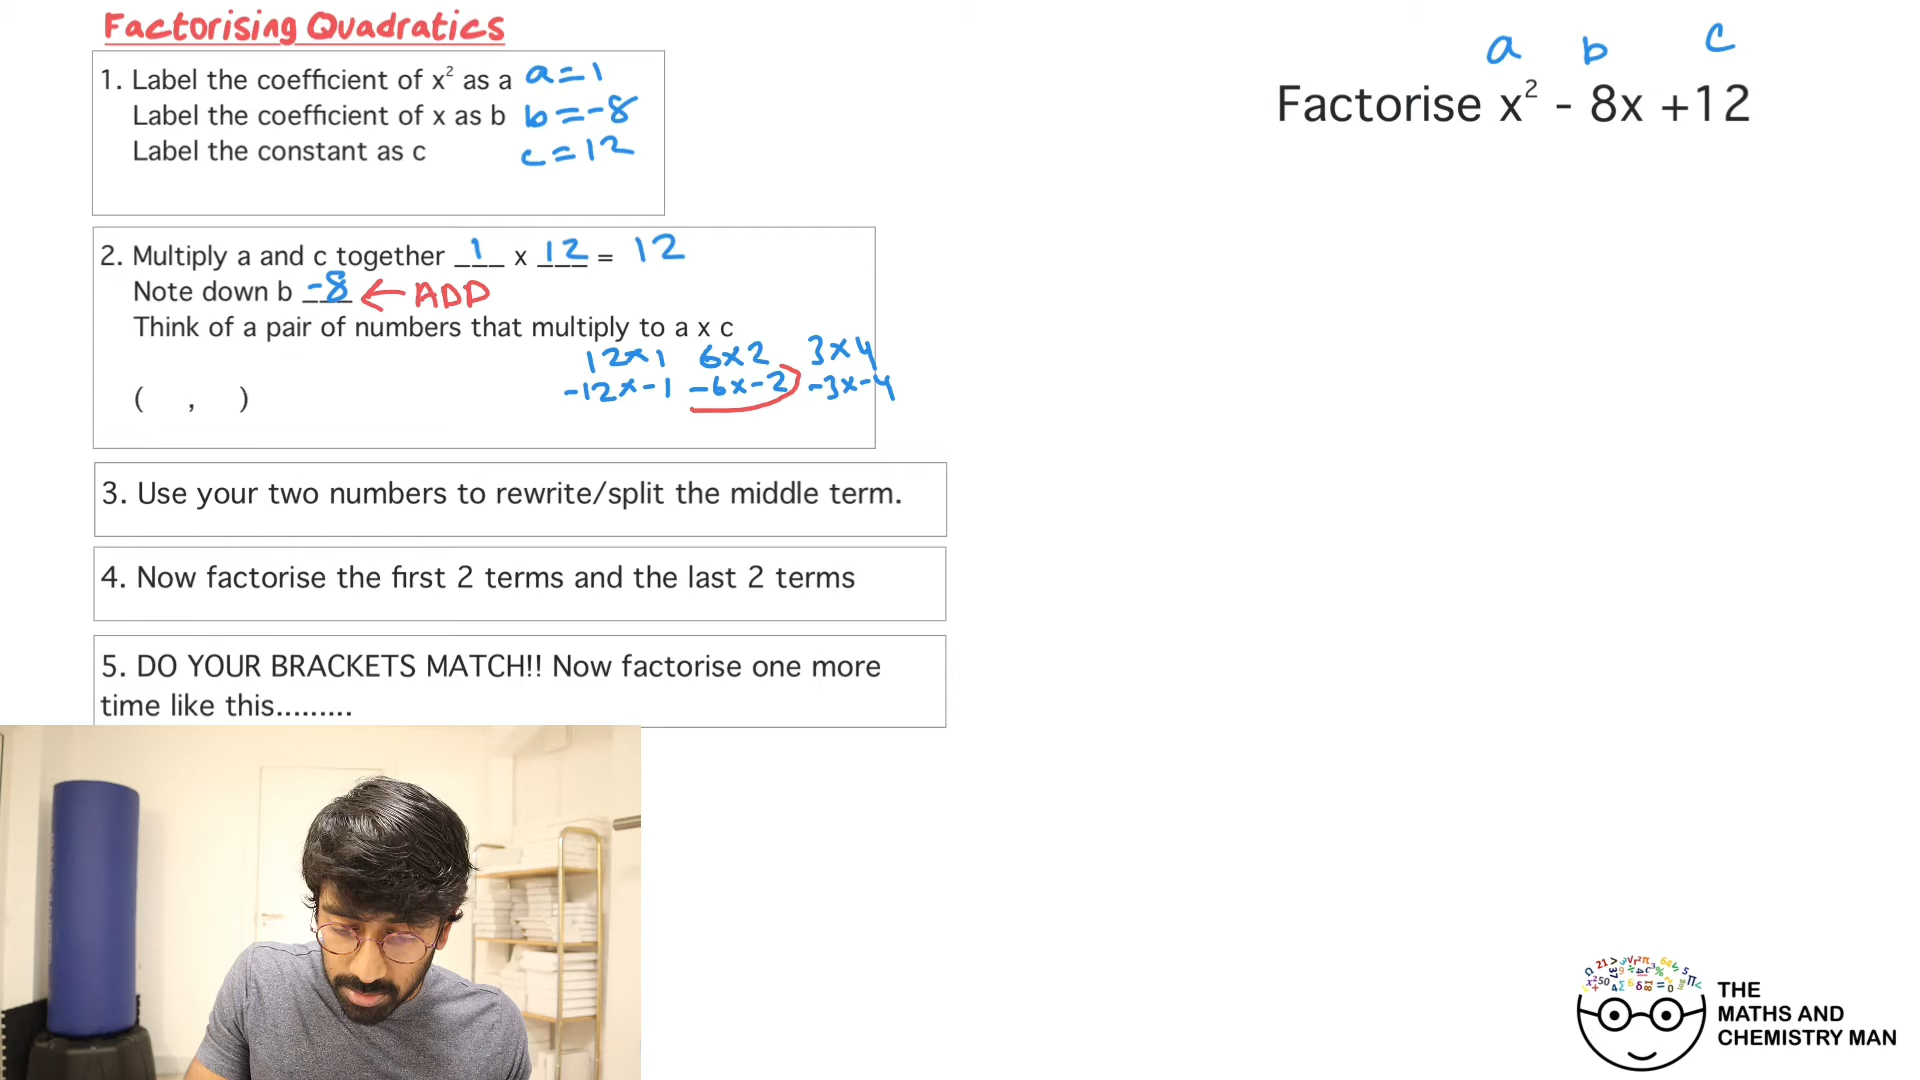 Factorising Quadratics
1. Label the coefficient of x² as a a=1
Label the coefficient of x as b b=-8
Label the constant as c c=12
2. Multiply a and c together 1 x 12 = 12
Note down b -8 ← ADD
Think of a pair of numbers that multiply to a x c
12x1 6x2 3x4
-12x-1 -6x-2 -3x-4
( , )
3. Use your two numbers to rewrite/split the middle term.
4. Now factorise the first 2 terms and the last 2 terms
5. DO YOUR BRACKETS MATCH!! Now factorise one more
time like this.........
a b c
Factorise x² - 8x +12
THE
MATHS AND
CHEMISTRY MAN